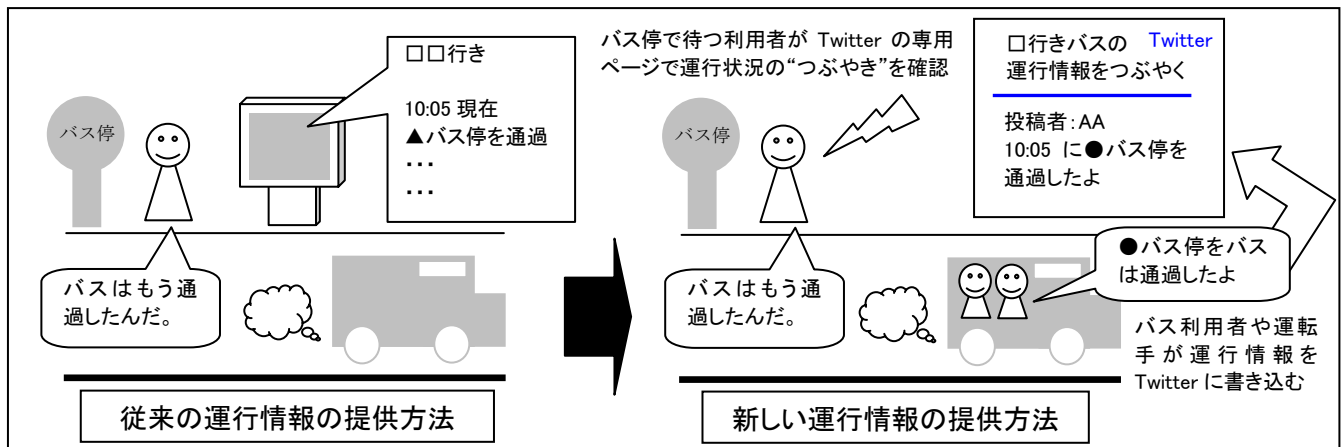 バス停
□□行き
10:05 現在
▲バス停を通過
・・・
・・・
バスはもう通
過したんだ。
従来の運行情報の提供方法
バス停で待つ利用者が Twitter の専用
ページで運行状況の“つぶやき”を確認
バス停
□行きバスの Twitter
運行情報をつぶやく
投稿者:AA
10:05 に●バス停を
通過したよ
バスはもう通
過したんだ。
●バス停をバス
は通過したよ
バス利用者や運転
手が運行情報を
Twitter に書き込む
新しい運行情報の提供方法